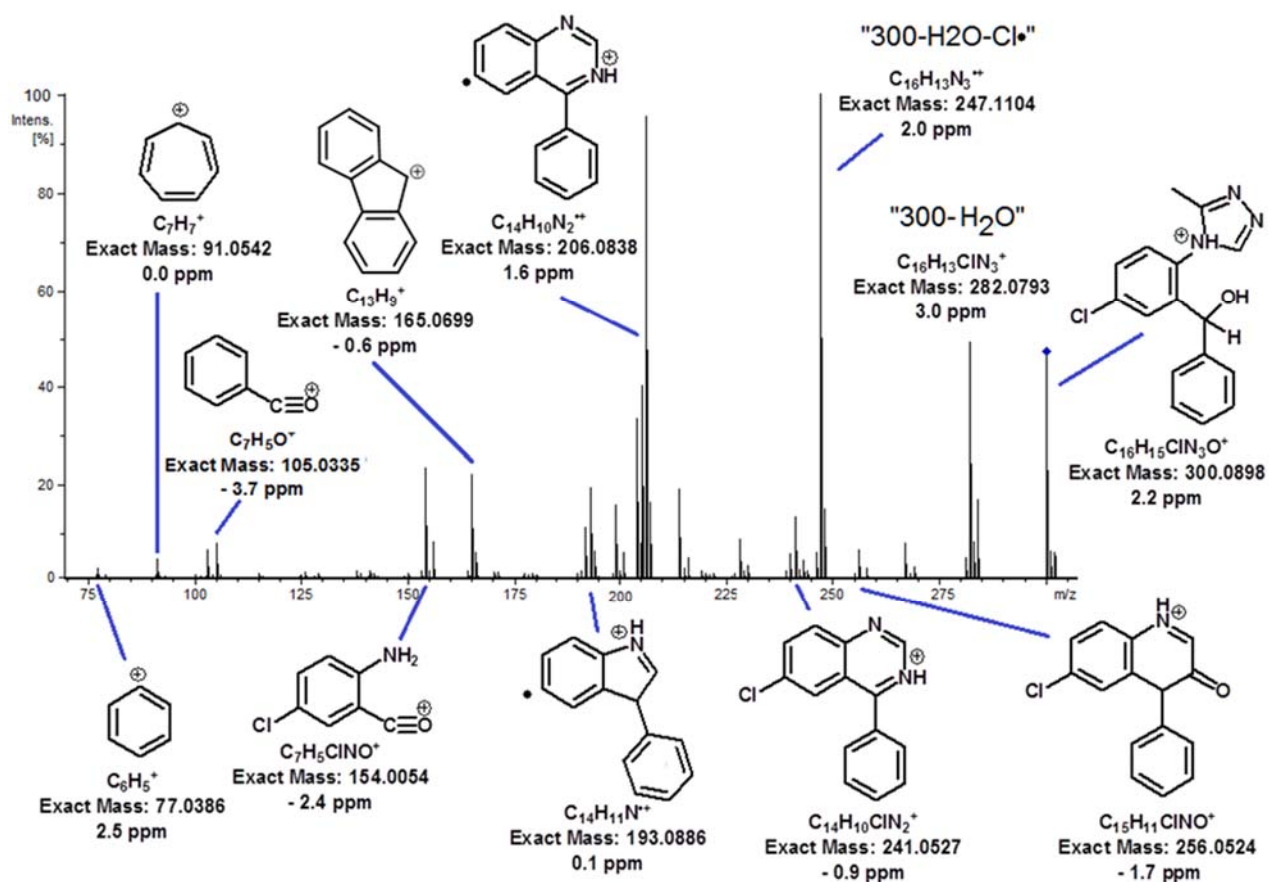 "300-H2O-Cl•"
C16H13N3•+
Exact Mass: 247.1104
2.0 ppm
100
Intens.
[%]
80
60
40
20
0
75
105
125
145
175
200
225
250
275
m/z
C7H7+
Exact Mass: 91.0542
0.0 ppm
C13H9+
Exact Mass: 165.0699
- 0.6 ppm
N
NH
C14H10N2•+
Exact Mass: 206.0838
1.6 ppm
"300-H2O"
C16H13ClN3+
Exact Mass: 282.0793
3.0 ppm
N
N
NH
Cl
OH
H
C16H15ClN3O+
Exact Mass: 300.0898
2.2 ppm
C≡O
C7H5O+
Exact Mass: 105.0335
- 3.7 ppm
C6H5+
Exact Mass: 77.0386
2.5 ppm
NH2
Cl
C≡O
C7H5ClNO+
Exact Mass: 154.0054
- 2.4 ppm
H
N
C14H11N•+
Exact Mass: 193.0886
0.1 ppm
N
NH
Cl
C14H10ClN2+
Exact Mass: 241.0527
- 0.9 ppm
H
N
Cl
O
C15H11ClNO+
Exact Mass: 256.0524
- 1.7 ppm